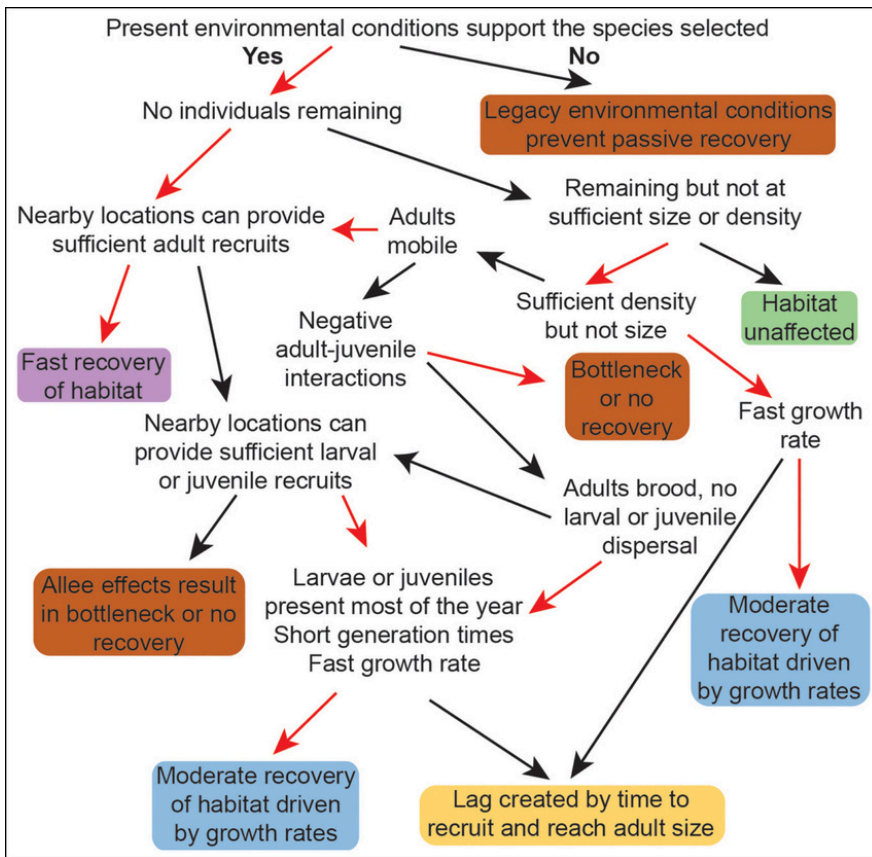 Present environmental conditions support the species selected
Yes
No
No individuals remaining
Legacy environmental conditions
prevent passive recovery
Nearby locations can provide
sufficient adult recruits
Adults
mobile
Remaining but not at
sufficient size or density
Sufficient density
but not size
Habitat
unaffected
Negative
adult-juvenile
interactions
Fast recovery
of habitat
Bottleneck
or no
recovery
Fast growth
rate
Nearby locations can
provide sufficient larval
or juvenile recruits
Adults brood, no
larval or juvenile
dispersal
Allee effects result
in bottleneck or no
recovery
Larvae or juveniles
present most of the year
Short generation times
Fast growth rate
Moderate
recovery of
habitat driven
by growth rates
Moderate recovery
of habitat driven
by growth rates
Lag created by time to
recruit and reach adult size